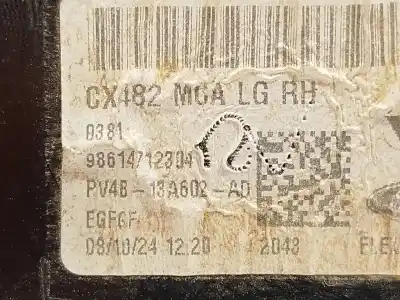 CX482 MCA LG RH
0381
98614712304
PV4B-13A602-AD
EGFGF
08/10/24 12.20 2043